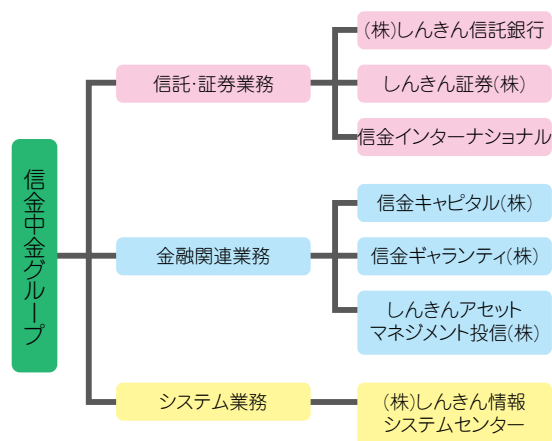 信金中金グループ
信託・証券業務
(株)しんきん信託銀行
しんきん証券(株)
信金インターナショナル
金融関連業務
信金キャピタル(株)
信金ギャランティ(株)
しんきんアセット
マネジメント投信(株)
システム業務
(株)しんきん情報
システムセンター